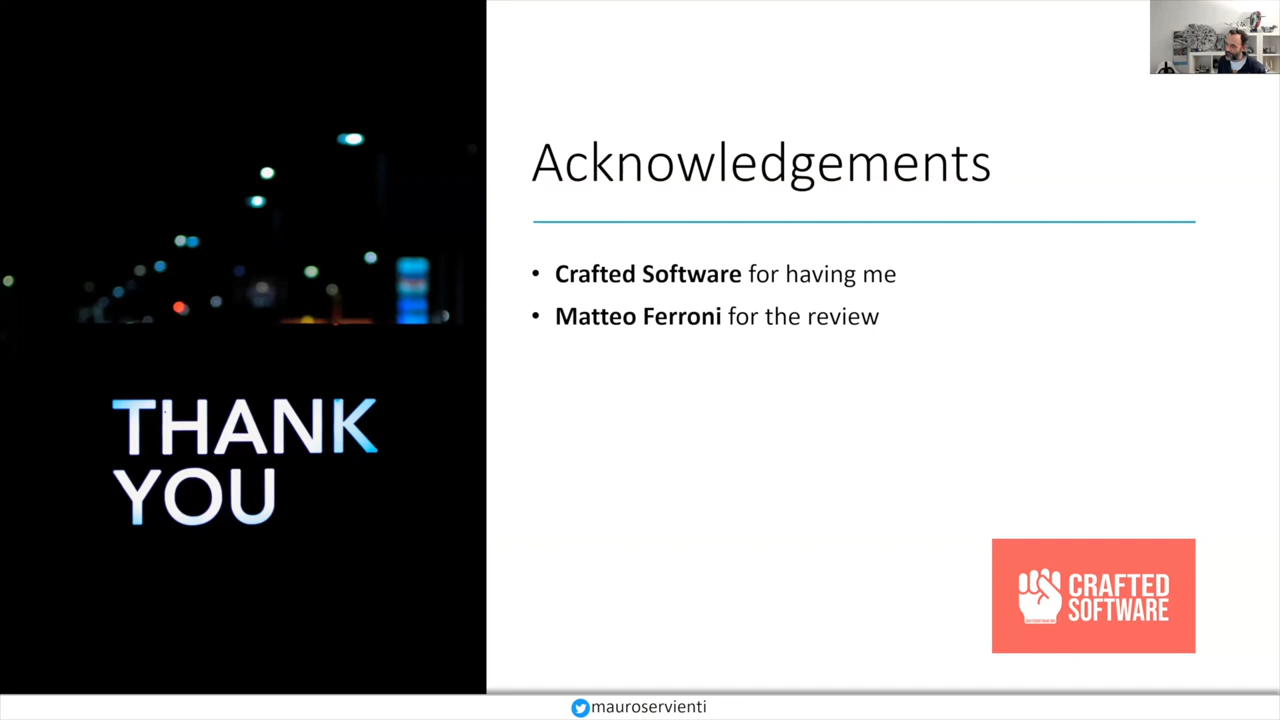 Acknowledgements
• Crafted Software for having me
• Matteo Ferroni for the review
THANK
YOU
CRAFTED
SOFTWARE
mauroservienti